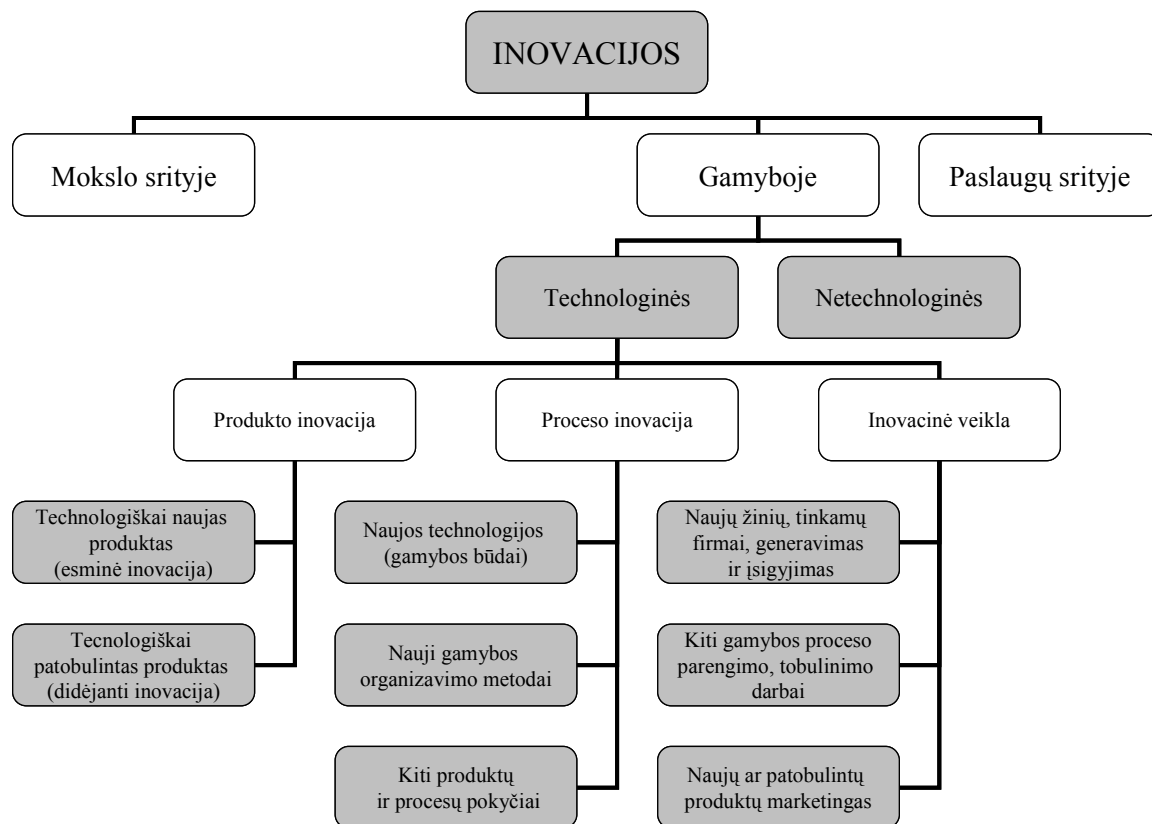 INOVACIJOS
Mokslo srityje
Gamyboje
Paslaugų srityje
Technologinės
Netechnologinės
Produkto inovacija
Proceso inovacija
Inovacinė veikla
Technologiškai naujas
produktas
(esminė inovacija)
Naujos technologijos
(gamybos būdai)
Naujų žinių, tinkamų
firmai, generavimas
ir įsigyjimas
Tecnologiškai
patobulintas produktas
(didėjanti inovacija)
Nauji gamybos
organizavimo metodai
Kiti gamybos proceso
parengimo, tobulinimo
darbai
Kiti produktų
ir procesų pokyčiai
Naujų ar patobulintų
produktų marketingas